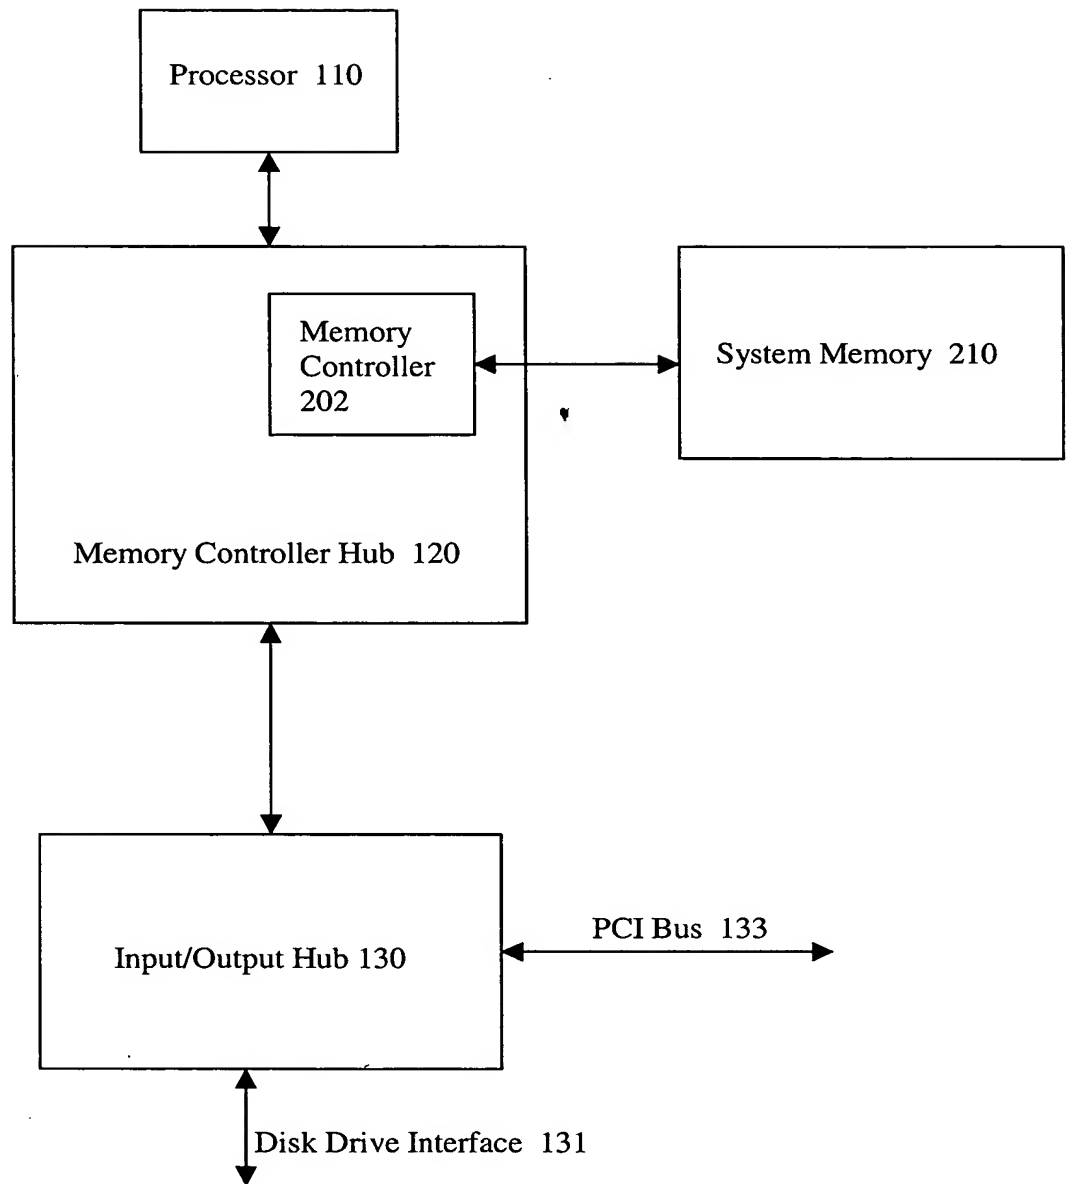 Processor 110
Memory
Controller
202
System Memory 210
Memory Controller Hub 120
PCI Bus 133
Input/Output Hub 130
Disk Drive Interface 131